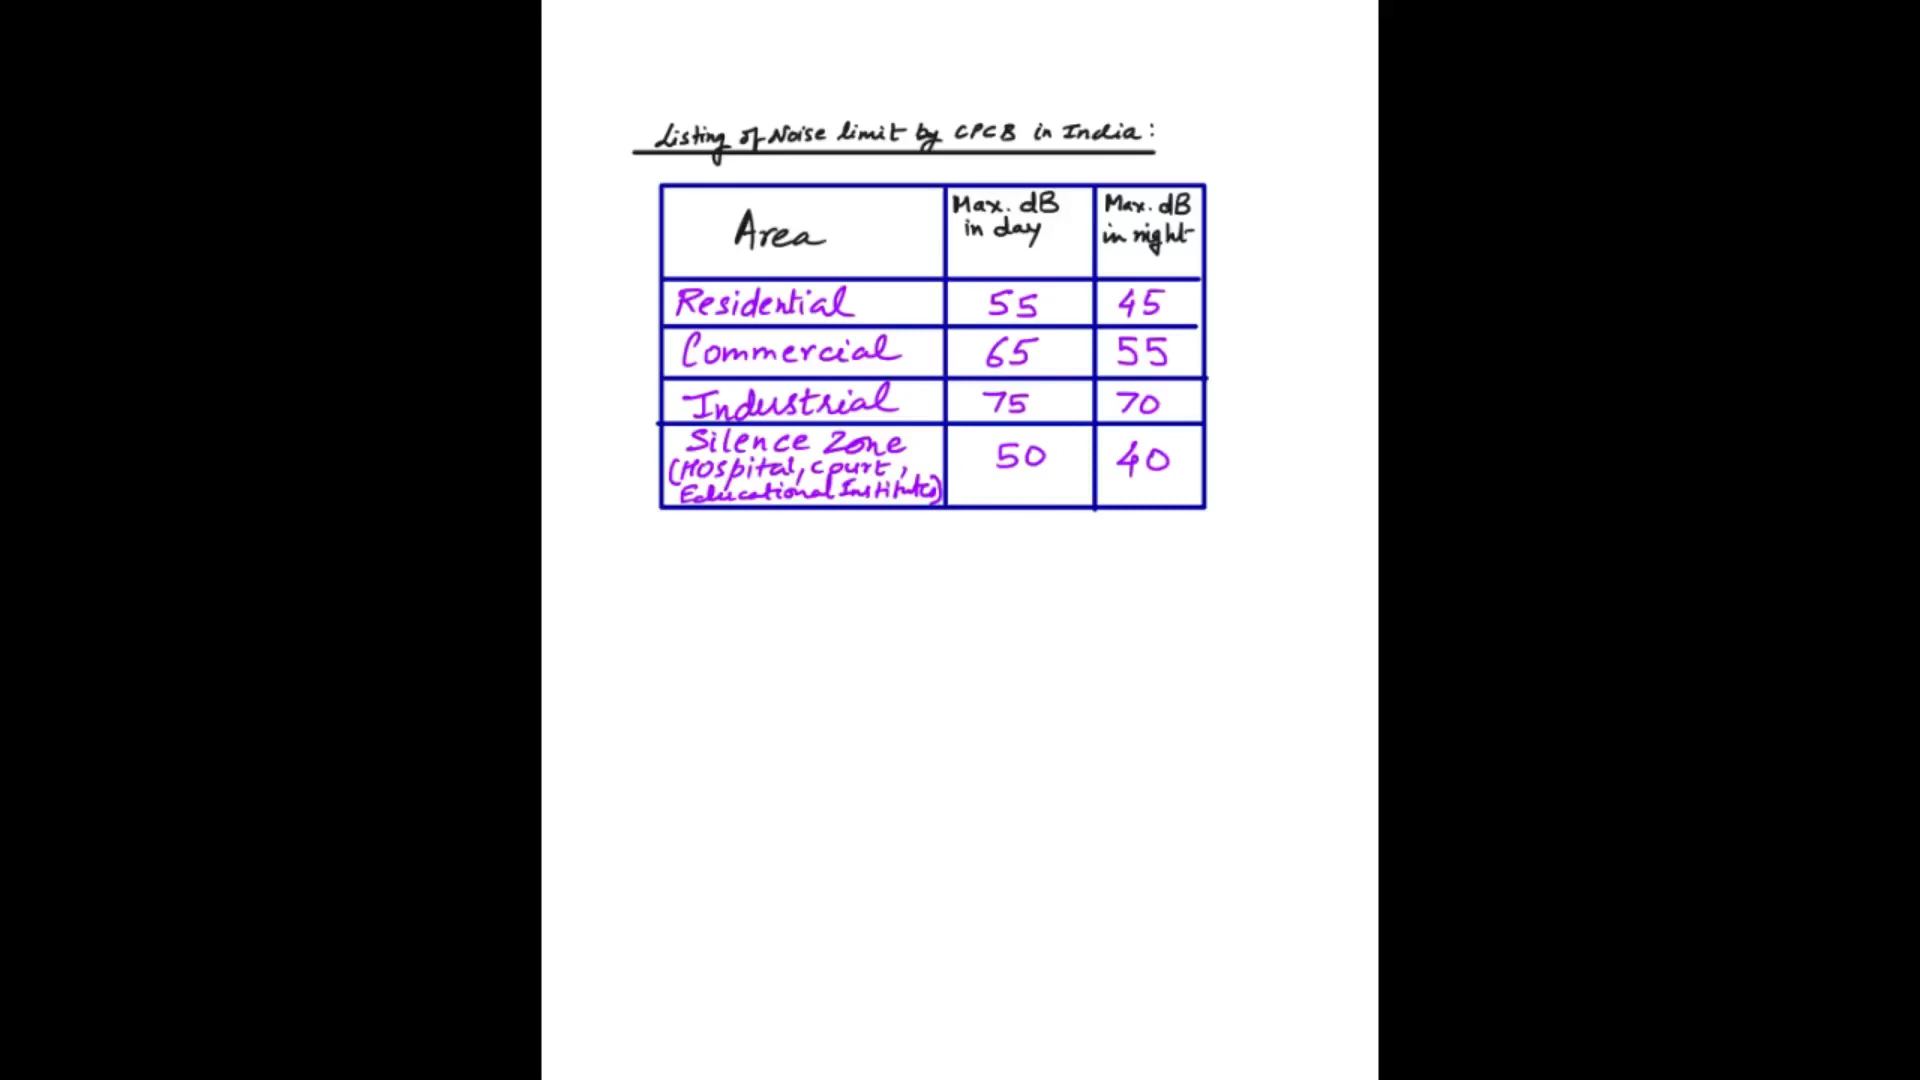 Listing of Noise limit by CPCB in India:
Area
Max. dB
in day
Max. dB
in night
Residential 55 45
Commercial 65 55
Industrial 75 70
Silence Zone
(Hospital, Court,
Educational Institutes)
50 40